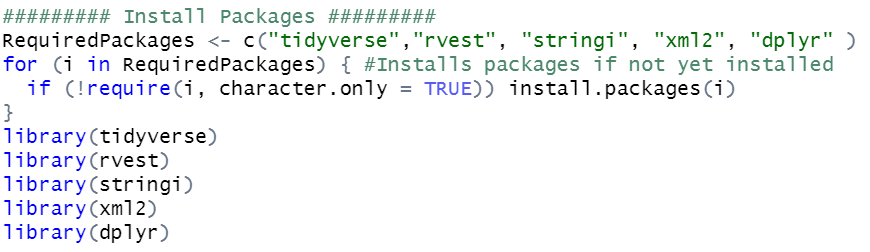 ######### Install Packages #########
RequiredPackages <- c("tidyverse","rvest", "stringi", "xml2", "dplyr" )
for (i in RequiredPackages) { #Installs packages if not yet installed
  if (!require(i, character.only = TRUE)) install.packages(i)
}
library(tidyverse)
library(rvest)
library(stringi)
library(xml2)
library(dplyr)